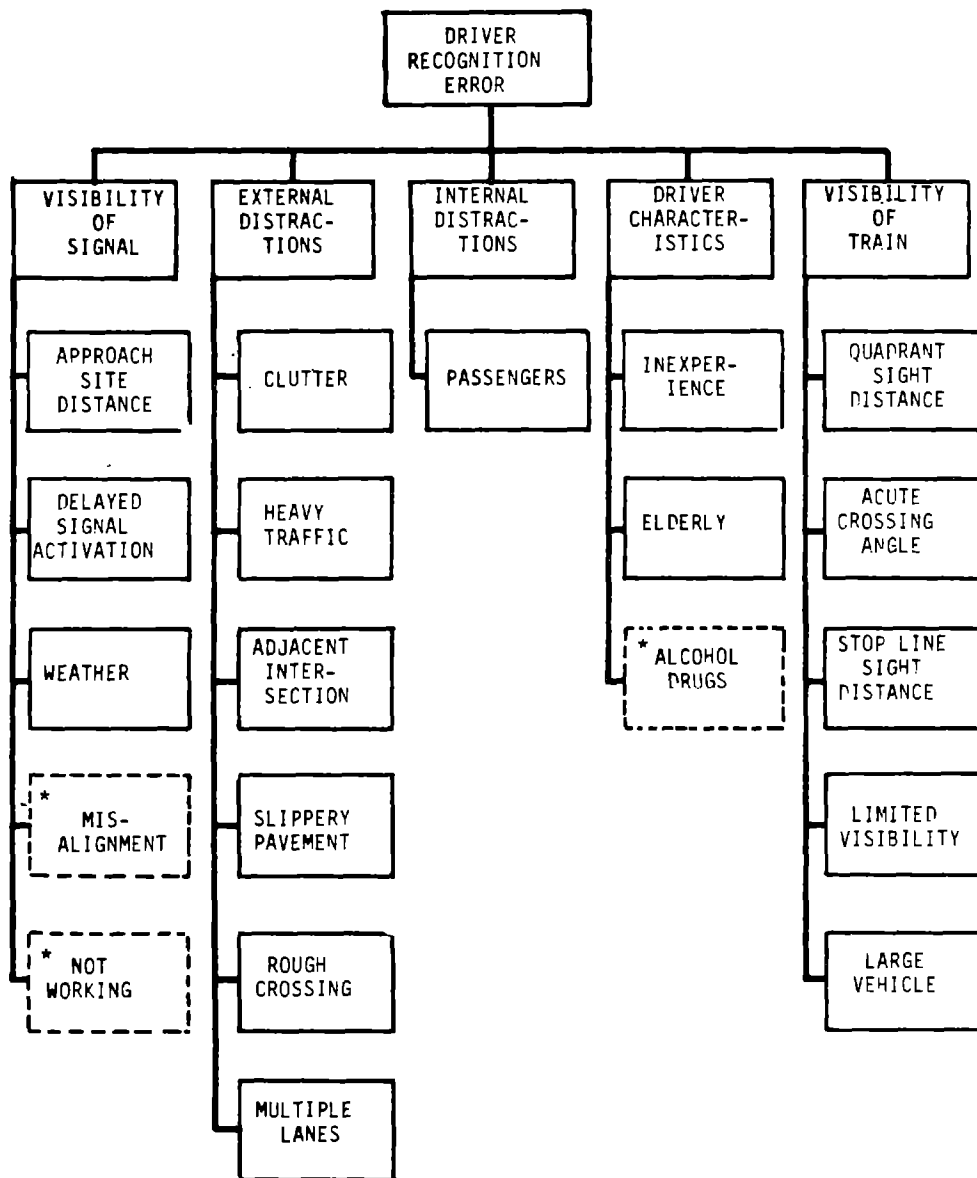 DRIVER
RECOGNITION
ERROR
VISIBILITY
OF
SIGNAL
EXTERNAL
DISTRAC-
TIONS
INTERNAL
DISTRAC-
TIONS
DRIVER
CHARACTER-
ISTICS
VISIBILITY
OF
TRAIN
APPROACH
SITE
DISTANCE
CLUTTER
PASSENGERS
INEXPER-
IENCE
QUADRANT
SIGHT
DISTANCE
DELAYED
SIGNAL
ACTIVATION
HEAVY
TRAFFIC
ELDERLY
ACUTE
CROSSING
ANGLE
WEATHER
ADJACENT
INTER-
SECTION
* ALCOHOL
DRUGS
STOP LINE
SIGHT
DISTANCE
*
MIS-
ALIGNMENT
SLIPPERY
PAVEMENT
LIMITED
VISIBILITY
* NOT
WORKING
ROUGH
CROSSING
LARGE
VEHICLE
MULTIPLE
LANES